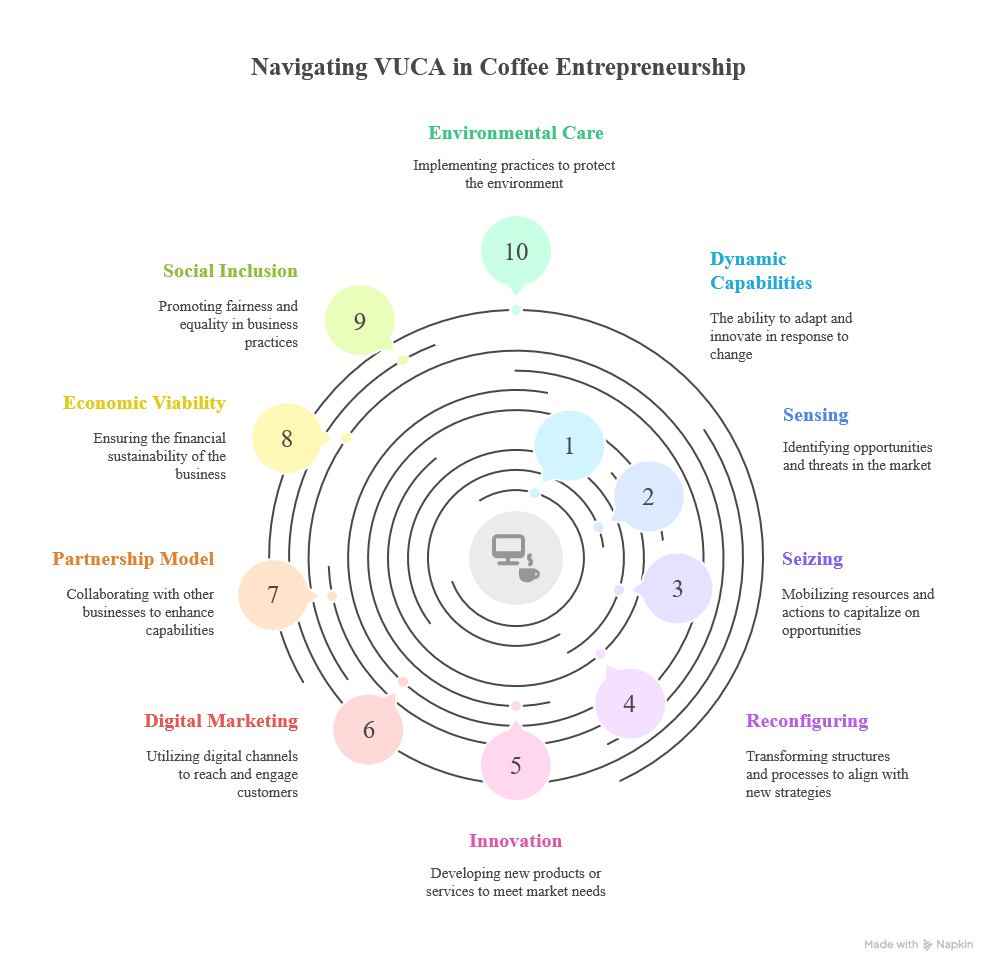 Navigating VUCA in Coffee Entrepreneurship
Environmental Care
Implementing practices to protect
the environment
10
Dynamic
Capabilities
The ability to adapt and
innovate in response to
change
1
Sensing
Identifying opportunities
and threats in the market
2
Seizing
Mobilizing resources and
actions to capitalize on
opportunities
3
Reconfiguring
Transforming structures
and processes to align with
new strategies
4
Innovation
Developing new products or
services to meet market needs
5
Digital Marketing
Utilizing digital channels
to reach and engage
customers
6
Partnership Model
Collaborating with other
businesses to enhance
capabilities
7
Economic Viability
Ensuring the financial
sustainability of the
business
8
Social Inclusion
Promoting fairness and
equality in business
practices
9
Made with Napkin